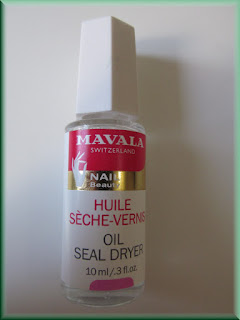 MAVALA
SWITZERLAND
NAIL
Beauty
HUILE
SÈCHE-VERNIS
OIL
SEAL DRYER
10 ml/.3 fl.oz.